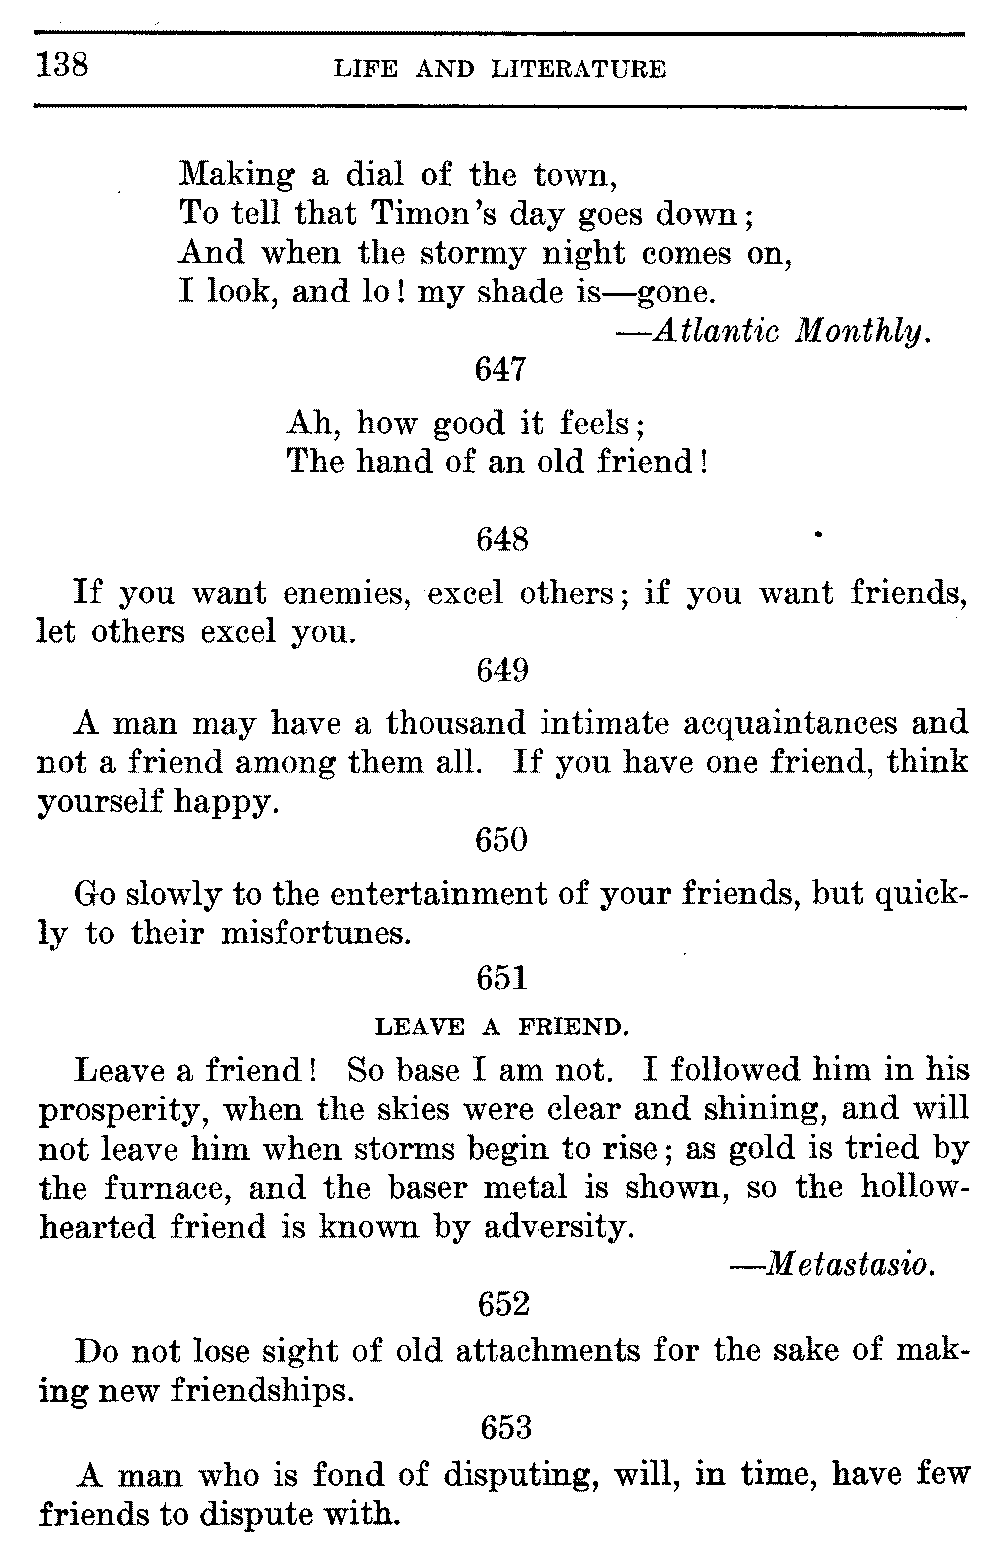 138 LIFE AND LITERATURE
Making a dial of the town,
To tell that Timon's day goes down;
And when the stormy night comes on,
I look, and lo! my shade is—gone.
—Atlantic Monthly.
647
Ah, how good it feels;
The hand of an old friend!
648
If you want enemies, excel others; if you want friends,
let others excel you.
649
A man may have a thousand intimate acquaintances and
not a friend among them all. If you have one friend, think
yourself happy.
650
Go slowly to the entertainment of your friends, but quick-
ly to their misfortunes.
651
LEAVE A FRIEND.
Leave a friend! So base I am not. I followed him in his
prosperity, when the skies were clear and shining, and will
not leave him when storms begin to rise; as gold is tried by
the furnace, and the baser metal is shown, so the hollow-
hearted friend is known by adversity.
—Metastasio.
652
Do not lose sight of old attachments for the sake of mak-
ing new friendships.
653
A man who is fond of disputing, will, in time, have few
friends to dispute with.